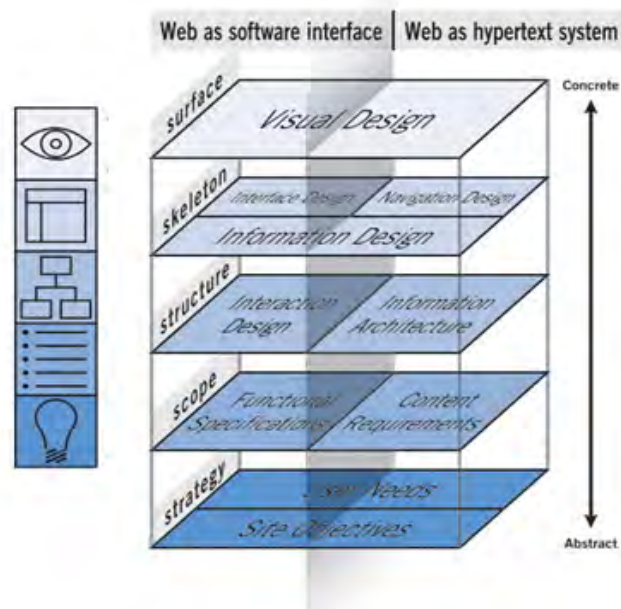 Web as software interface
Web as hypertext system
Concrete
surface
Visual Design
skeleton
Interface Design
Navigation Design
Information Design
structure
Interaction
Design
Information
Architecture
scope
Functional
Specifications
Content
Requirements
strategy
User Needs
Site Objectives
Abstract